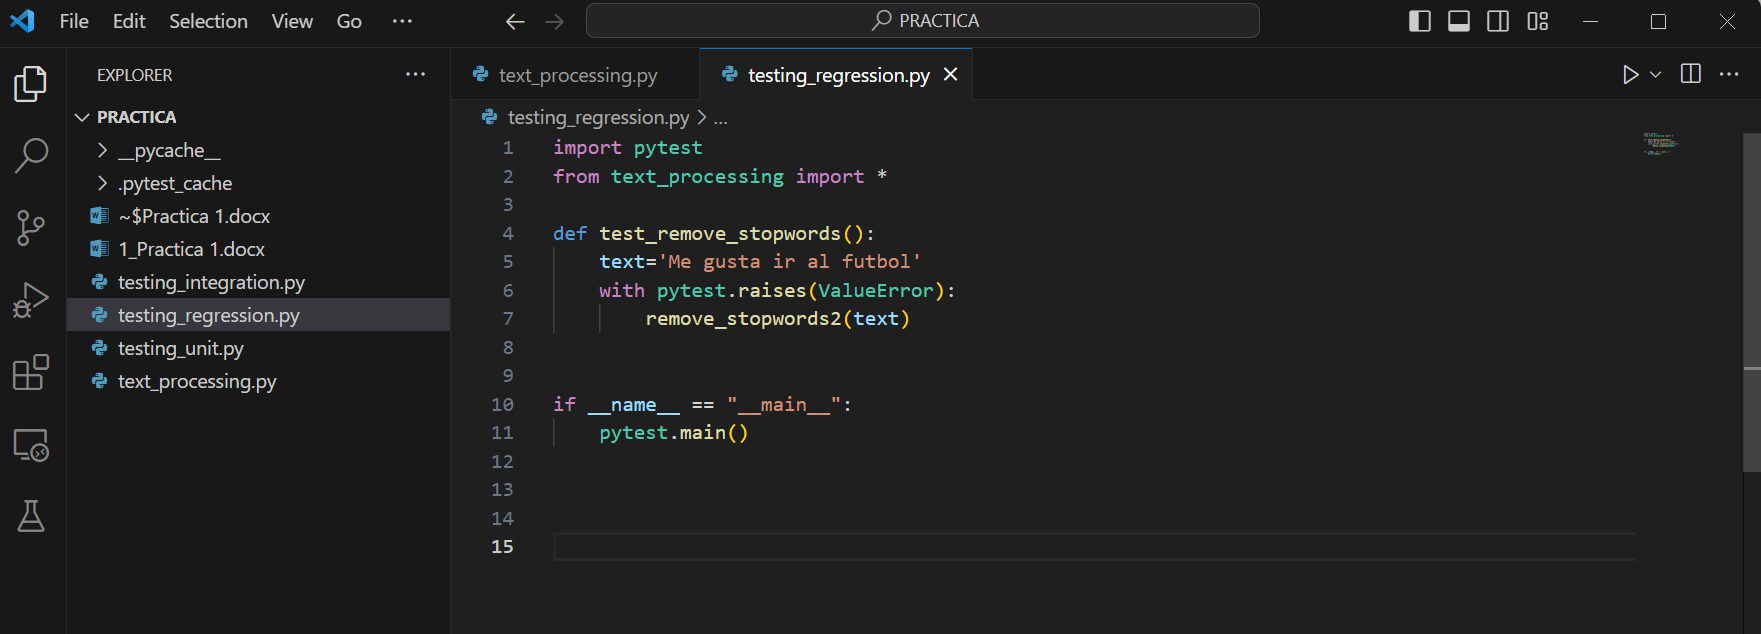 File Edit Selection View Go ...
PRACTICA
EXPLORER
PRACTICA
__pycache__
.pytest_cache
~$Practica 1.docx
1_Practica 1.docx
testing_integration.py
testing_regression.py
testing_unit.py
text_processing.py
text_processing.py testing_regression.py
testing_regression.py > ...
1 import pytest
2 from text_processing import *
3
4 def test_remove_stopwords():
5     text='Me gusta ir al futbol'
6     with pytest.raises(ValueError):
7         remove_stopwords2(text)
8
9
10 if __name__ == "__main__":
11     pytest.main()
12
13
14
15